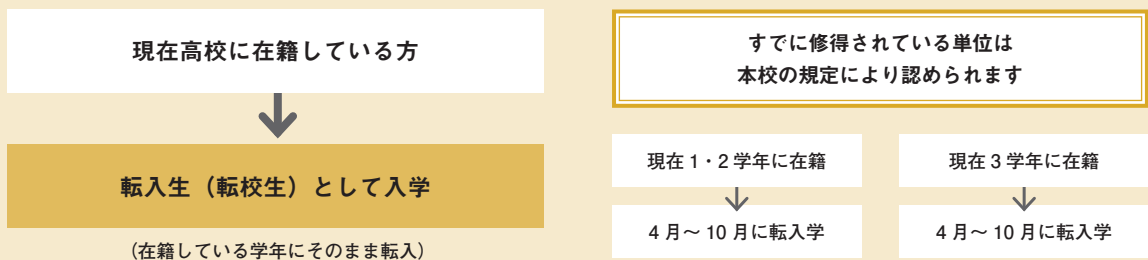 現在高校に在籍している方
転入生（転校生）として入学
（在籍している学年にそのまま転入）
すでに修得されている単位は
本校の規定により認められます
現在 1・2 学年に在籍
4 月～ 10 月に転入学
現在 3 学年に在籍
4 月～ 10 月に転入学